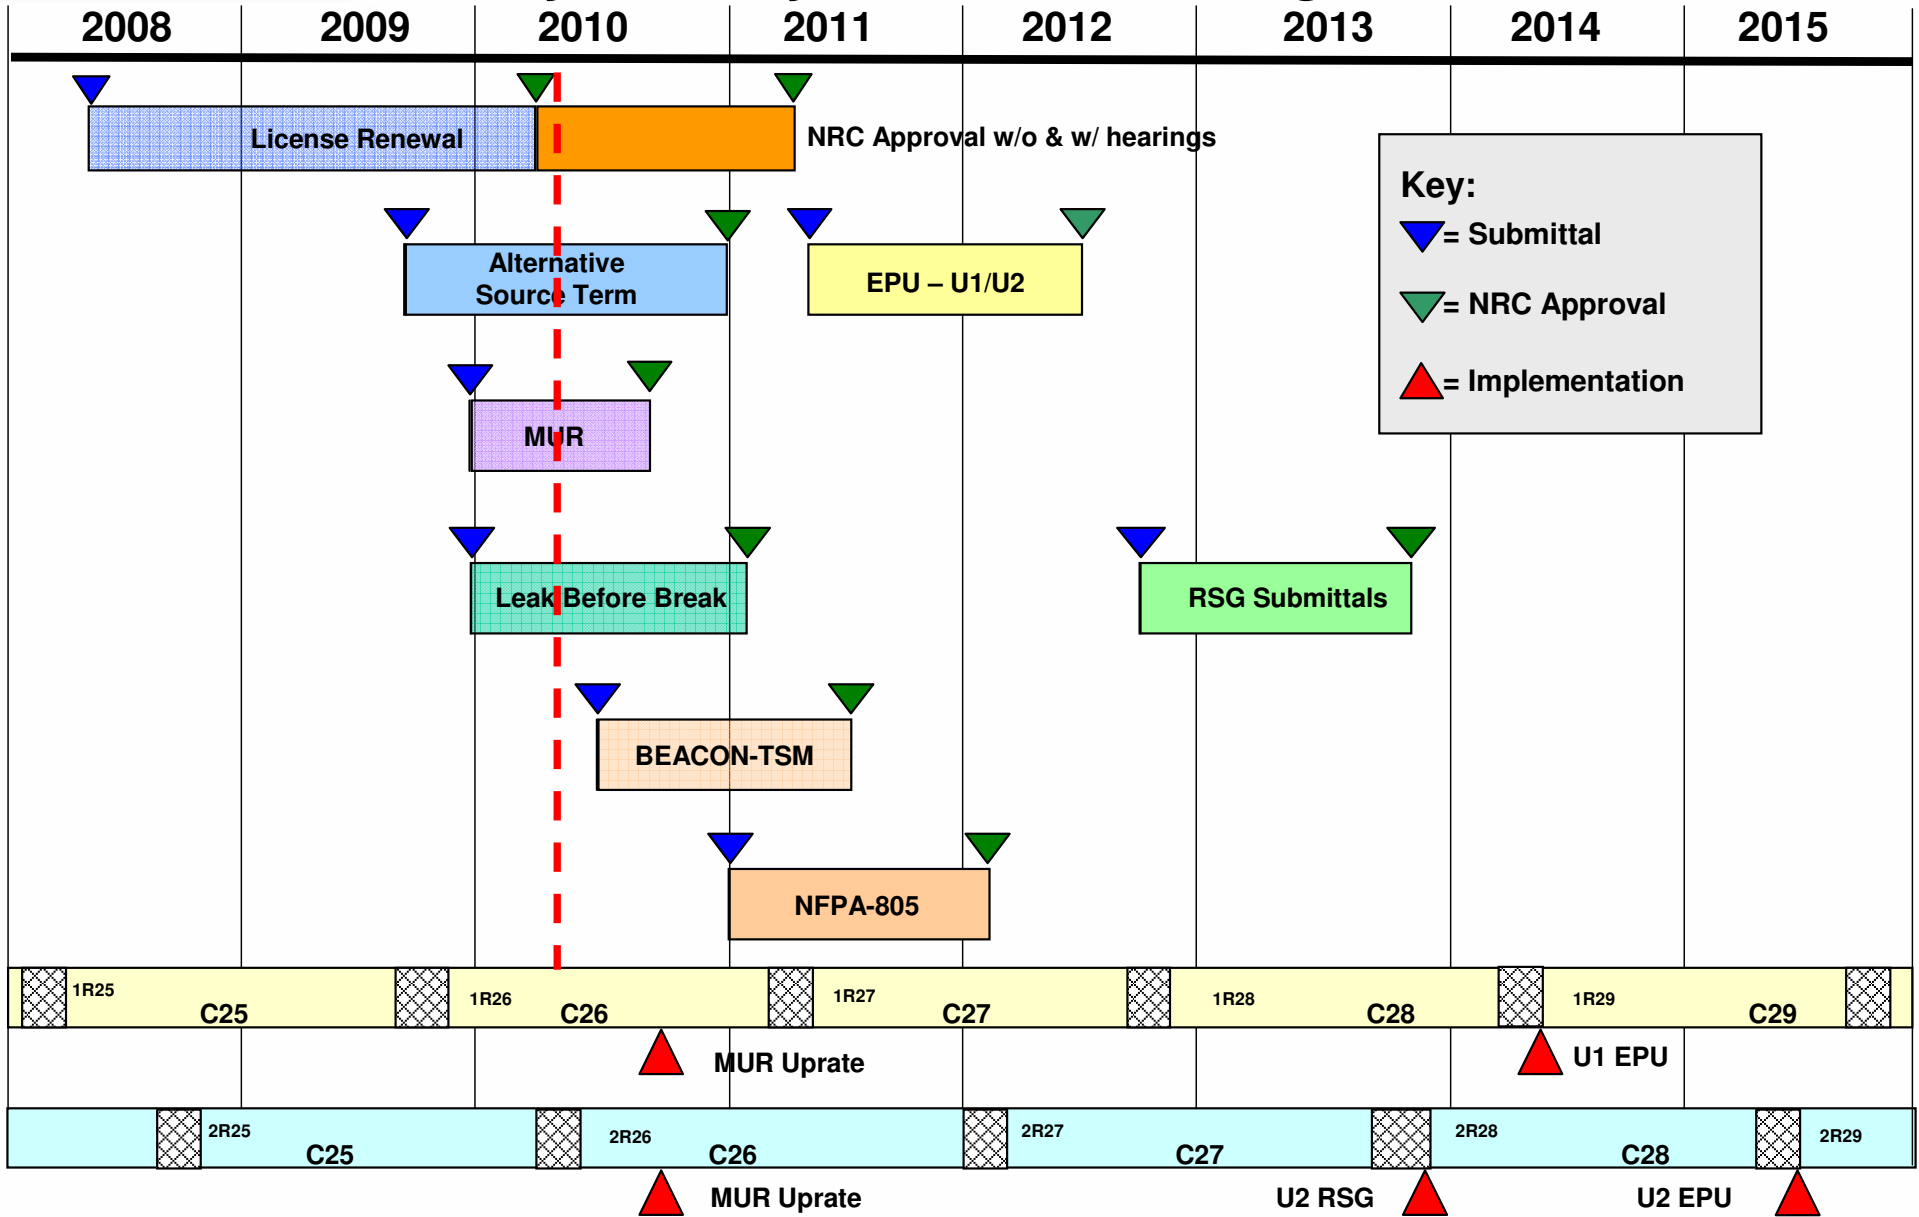 2008 2009 2010 2011 2012 2013 2014 2015
License Renewal
NRC Approval w/o & w/ hearings
Key:
= Submittal
= NRC Approval
= Implementation
Alternative
Source Term
EPU – U1/U2
MUR
Leak Before Break
RSG Submittals
BEACON-TSM
NFPA-805
1R25 C25 1R26 C26 1R27 C27 1R28 C28 1R29 C29
MUR Uprate U1 EPU
2R25 C25 2R26 C26 2R27 C27 2R28 C28 2R29
MUR Uprate U2 RSG U2 EPU